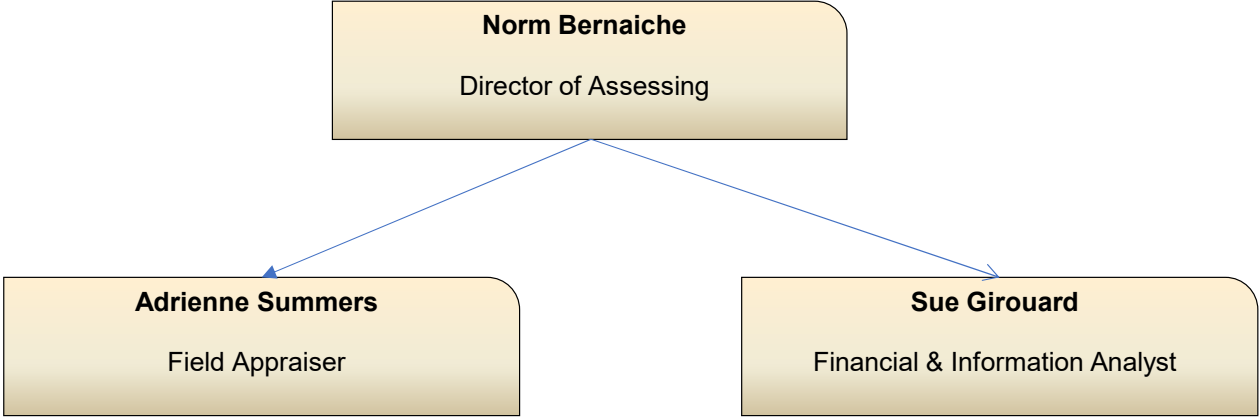 Norm Bernaiche
Director of Assessing
Adrienne Summers
Field Appraiser
Sue Girouard
Financial & Information Analyst